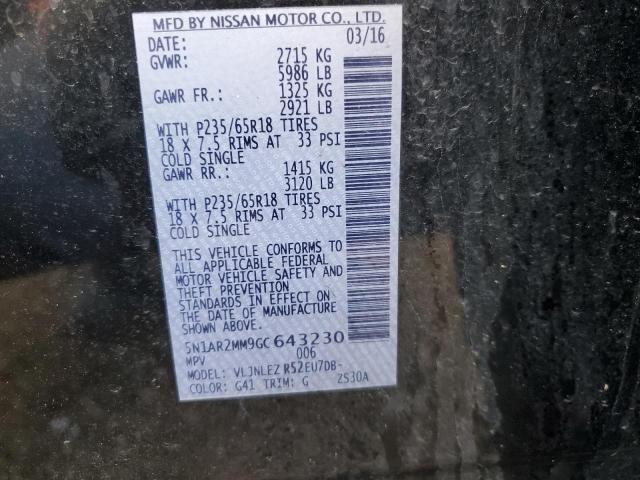 MFD BY NISSAN MOTOR CO., LTD.
DATE: 03/16
GVWR: 2715 KG
5986 LB
GAWR FR.: 1325 KG
2921 LB
WITH P235/65R18 TIRES
18 X 7.5 RIMS AT 33 PSI
COLD SINGLE
GAWR RR.: 1415 KG
3120 LB
WITH P235/65R18 TIRES
18 X 7.5 RIMS AT 33 PSI
COLD SINGLE
THIS VEHICLE CONFORMS TO
ALL APPLICABLE FEDERAL
MOTOR VEHICLE SAFETY AND
THEFT PREVENTION
STANDARDS IN EFFECT ON
THE DATE OF MANUFACTURE
SHOWN ABOVE.
5N1AR2MM9GC 643230
MPV 006
MODEL: VLJNLEZ R52EU7DB-
COLOR: G41 TRIM: G ZS30A